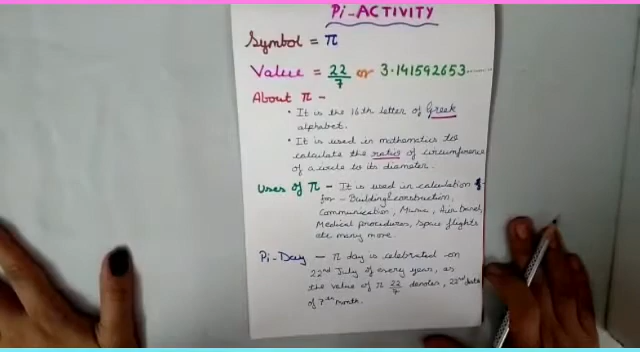 Pi-ACTIVITY
Symbol = π
Value = 22/7 or 3.141592653........
About π -
• It is the 16th letter of Greek
alphabet.
• It is used in mathematics to
calculate the ratio of circumference
of a circle to its diameter.
Uses of π - It is used in calculation
for - Building & construction,
Communication, Music, Air travel,
Medical procedures, Space flights
many more.
Pi-Day - π day is celebrated on
22nd July of every year, as
the value of π 22/7 denotes, 22nd date
of 7th month.